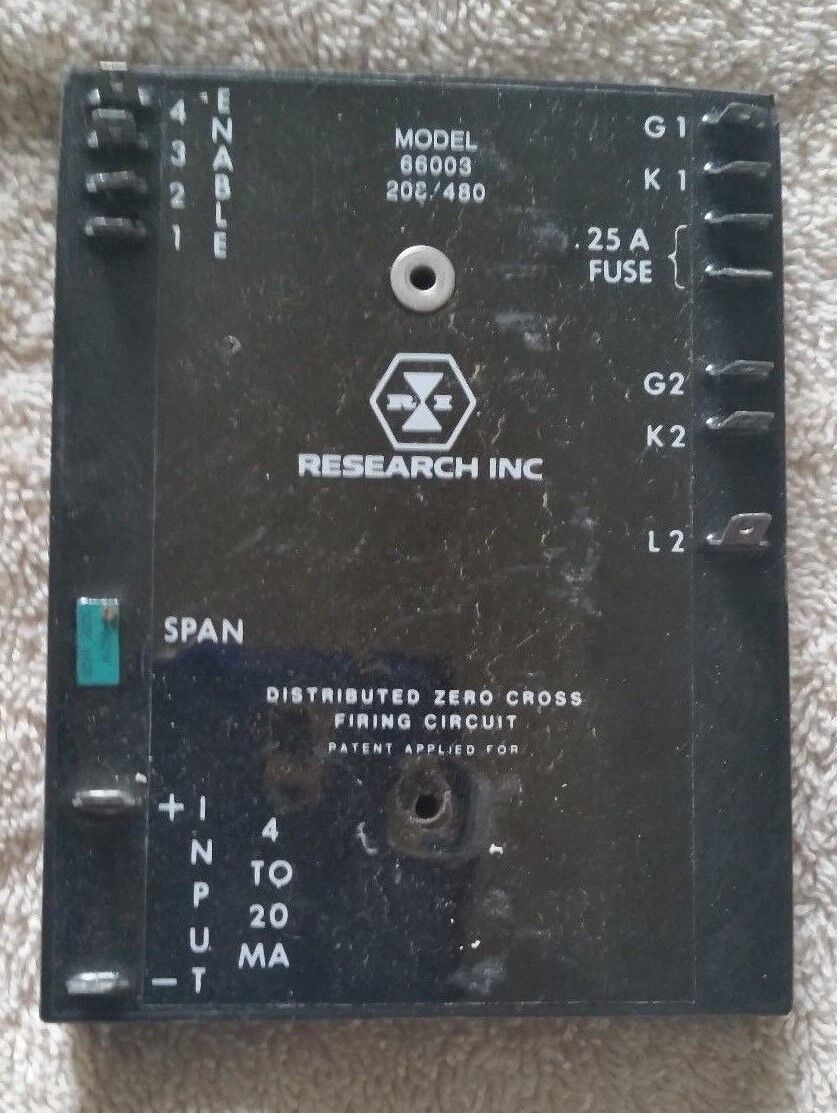 MODEL
66003
208/480
ENABLE
4
3
2
1
G1
K1
.25A
FUSE
G2
K2
L2
R I
RESEARCH INC
SPAN
DISTRIBUTED ZERO CROSS
FIRING CIRCUIT
PATENT APPLIED FOR
+
INPUT
-
4
TO
20
MA